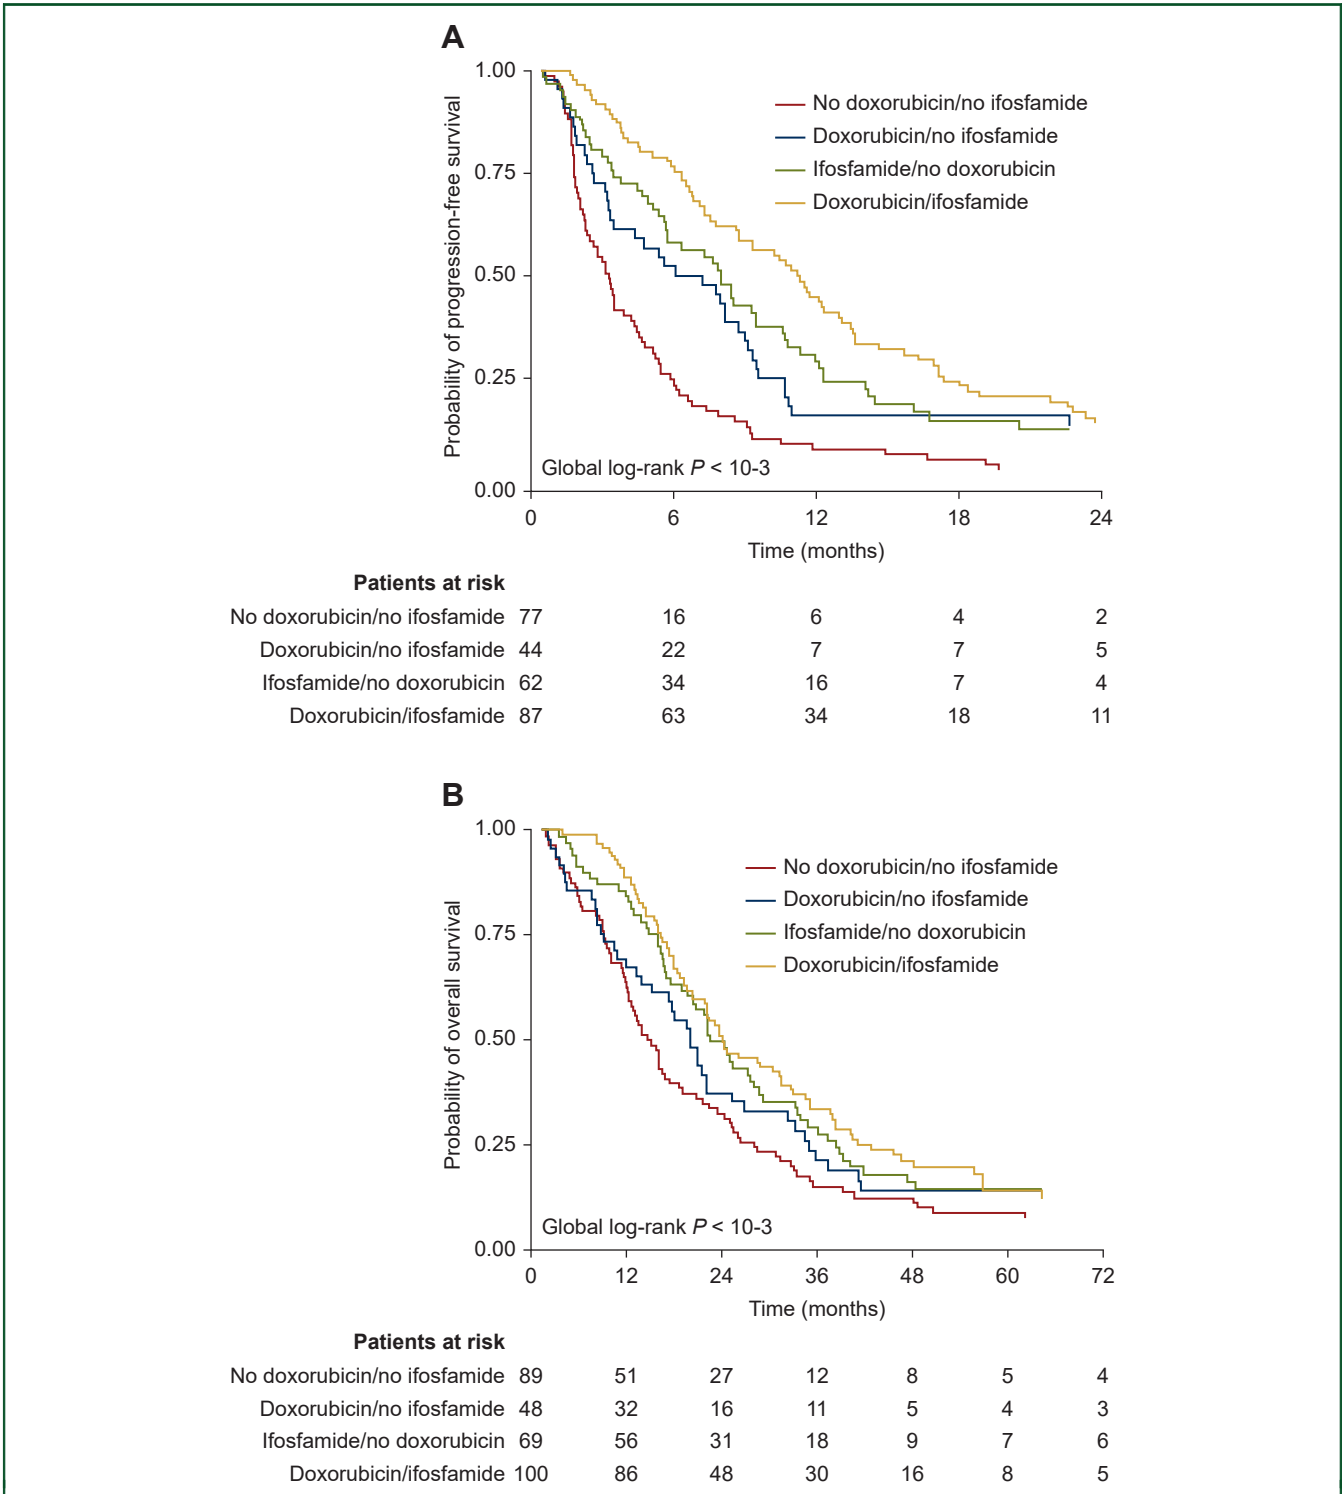 A
1.00
0.75
0.50
0.25
0.00
Probability of progression-free survival
No doxorubicin/no ifosfamide
Doxorubicin/no ifosfamide
Ifosfamide/no doxorubicin
Doxorubicin/ifosfamide
Global log-rank P < 10-3
0 6 12 18 24
Time (months)
Patients at risk
No doxorubicin/no ifosfamide 77 16 6 4 2
Doxorubicin/no ifosfamide 44 22 7 7 5
Ifosfamide/no doxorubicin 62 34 16 7 4
Doxorubicin/ifosfamide 87 63 34 18 11
B
1.00
0.75
0.50
0.25
0.00
Probability of overall survival
No doxorubicin/no ifosfamide
Doxorubicin/no ifosfamide
Ifosfamide/no doxorubicin
Doxorubicin/ifosfamide
Global log-rank P < 10-3
0 12 24 36 48 60 72
Time (months)
Patients at risk
No doxorubicin/no ifosfamide 89 51 27 12 8 5 4
Doxorubicin/no ifosfamide 48 32 16 11 5 4 3
Ifosfamide/no doxorubicin 69 56 31 18 9 7 6
Doxorubicin/ifosfamide 100 86 48 30 16 8 5